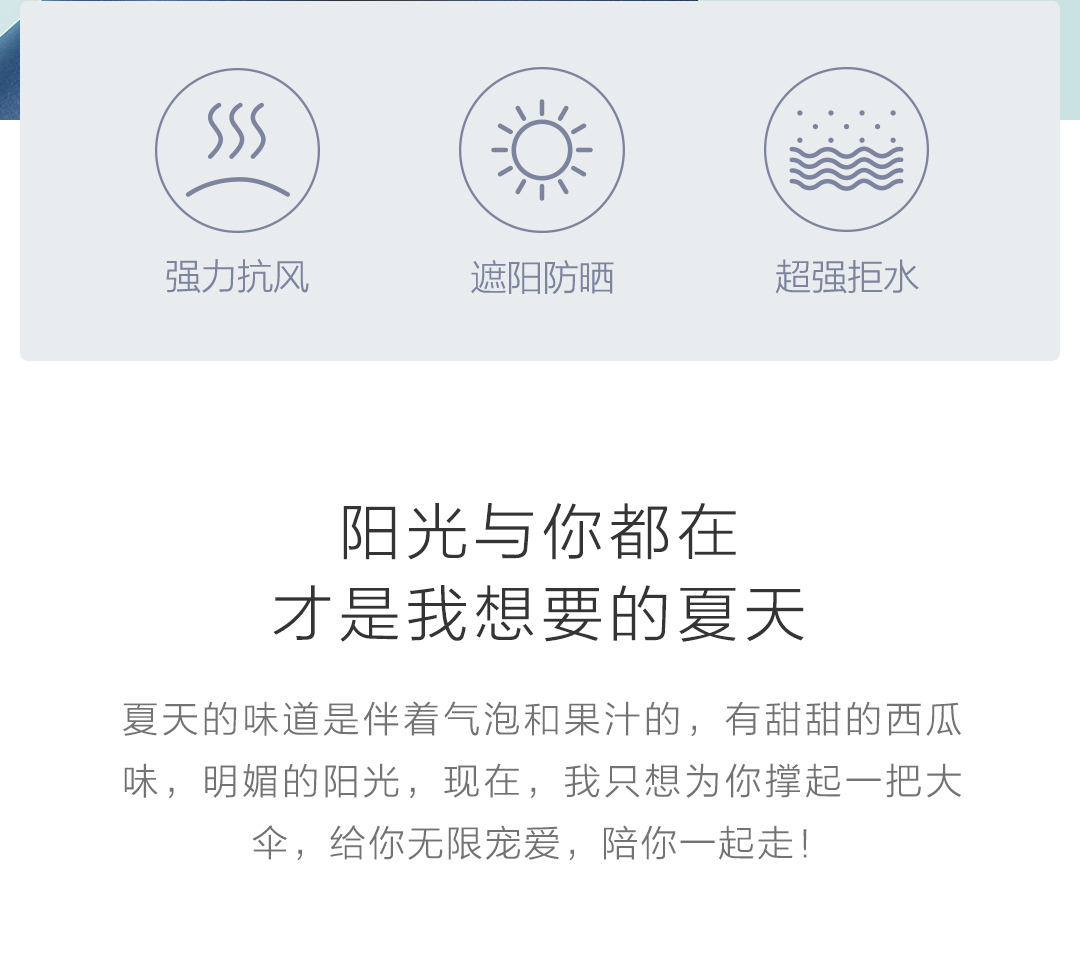 强力抗风
遮阳防晒
超强拒水
阳光与你都在
才是我想要的夏天
夏天的味道是伴着气泡和果汁的，有甜甜的西瓜
味，明媚的阳光，现在，我只想为你撑起一把大
伞，给你无限宠爱，陪你一起走！